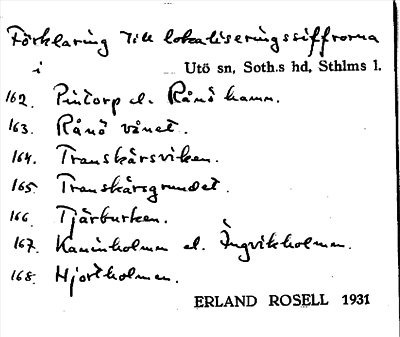 Förklaring till lokaliseringssiffrorna
i Utö sn, Soth.s hd, Sthlms l.
162. Pintorp el. Rånö hamn.
163. Rånö vånet.
164. Transkärsviken.
165. Transkärsgrundet.
166. Tjärburken.
167. Kaninholmen el. Ängvikholmen.
168. Hjortholmen.
ERLAND ROSELL 1931